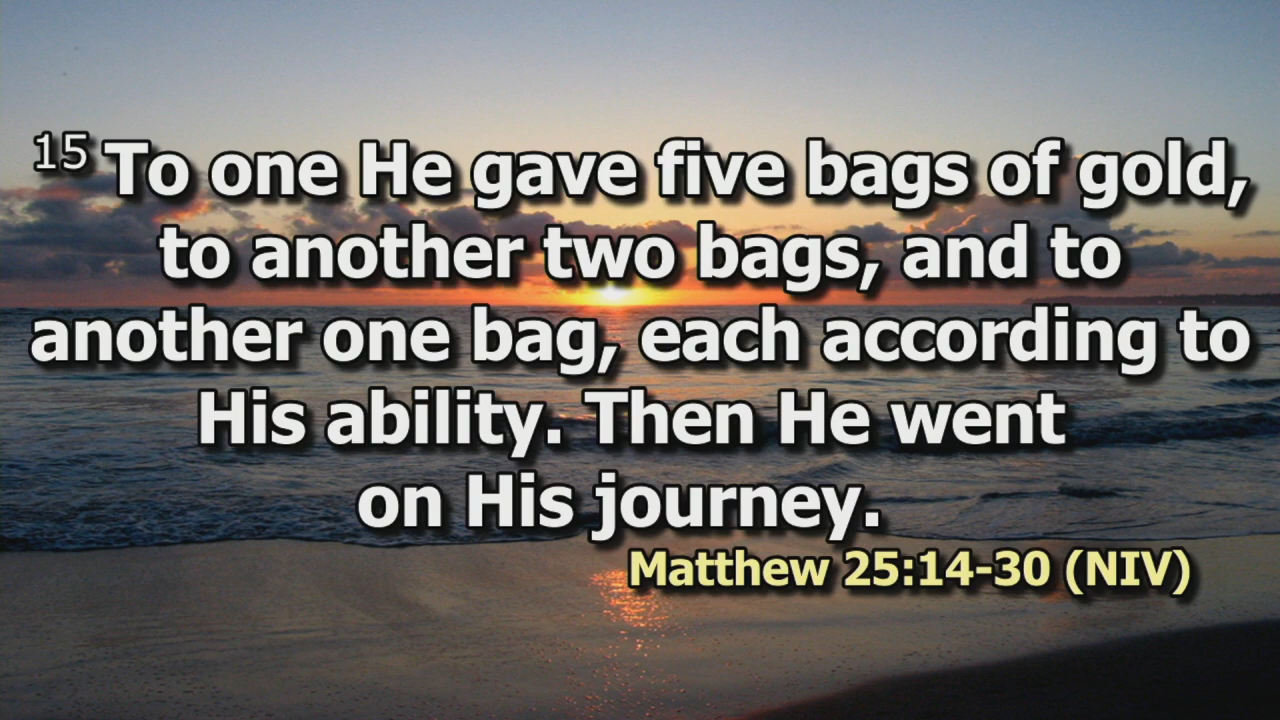 15 To one He gave five bags of gold,
to another two bags, and to
another one bag, each according to
His ability. Then He went
on His journey.
Matthew 25:14-30 (NIV)